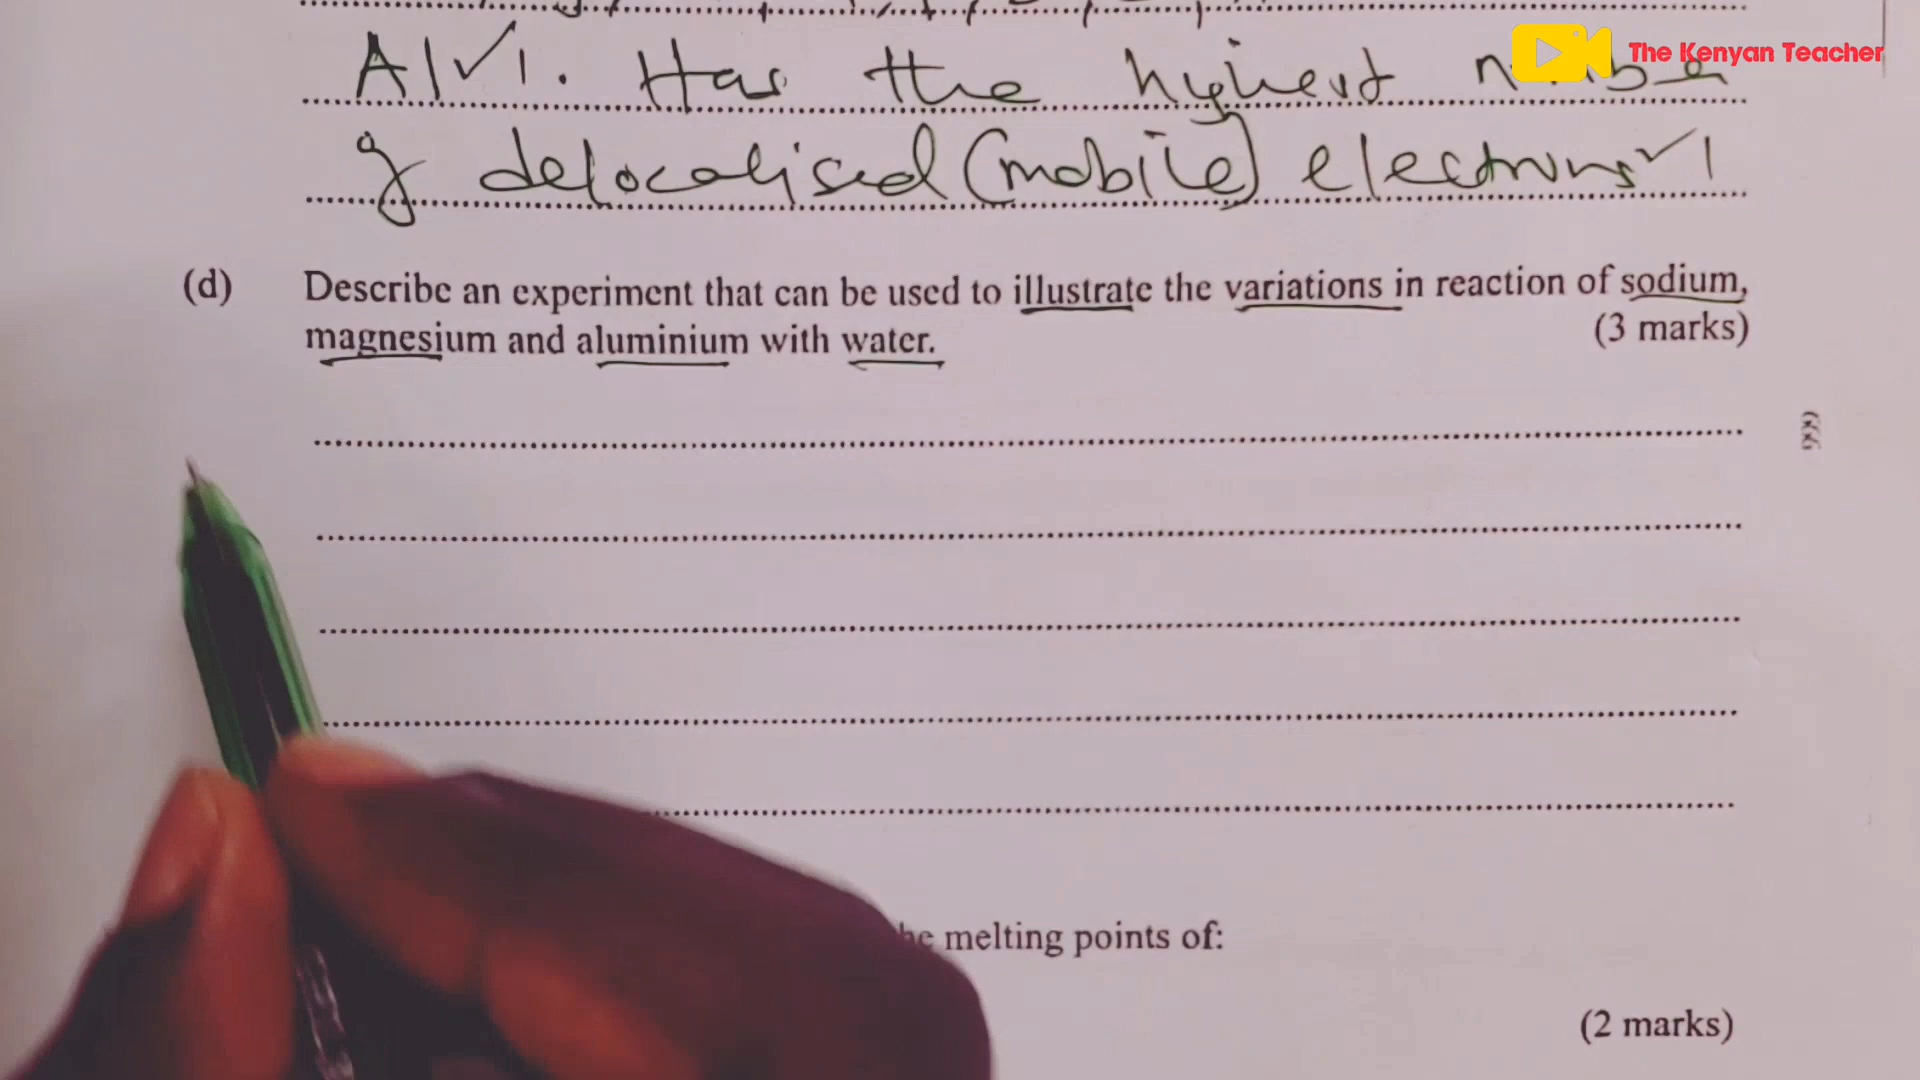 The Kenyan Teacher
Al✓1. Has the highest
of delocalised (mobile) electrons✓1
(d) Describe an experiment that can be used to illustrate the variations in reaction of sodium,
magnesium and aluminium with water. (3 marks)
999
he melting points of:
(2 marks)